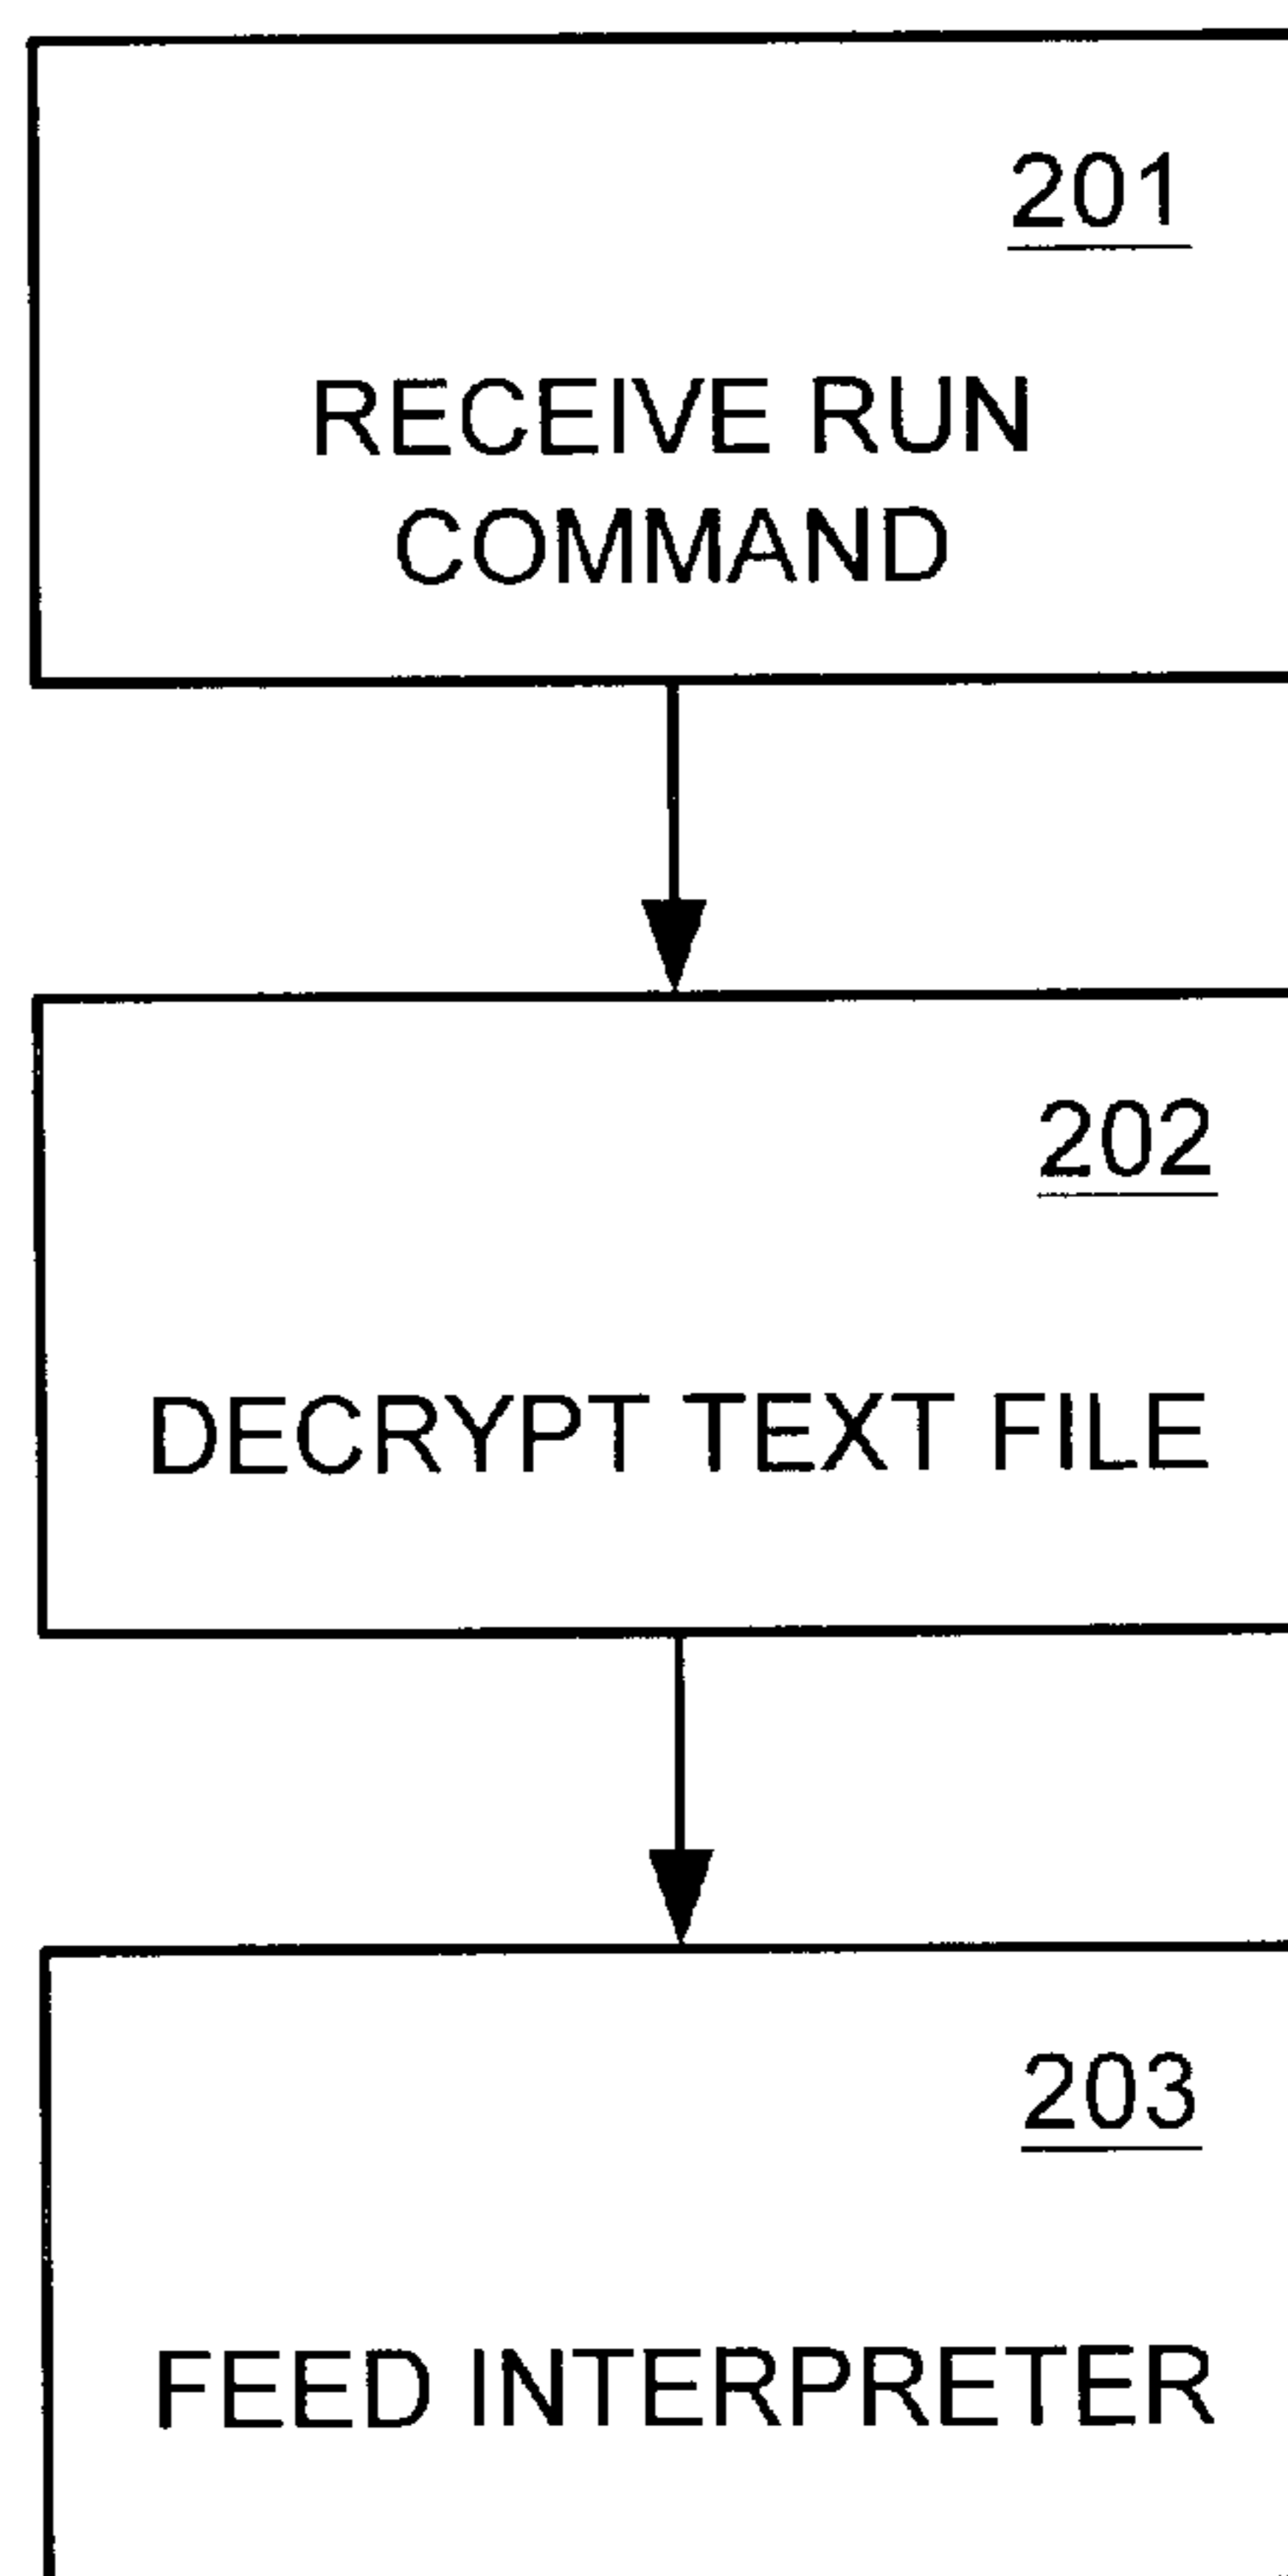 201
RECEIVE RUN
COMMAND
202
DECRYPT TEXT FILE
203
FEED INTERPRETER